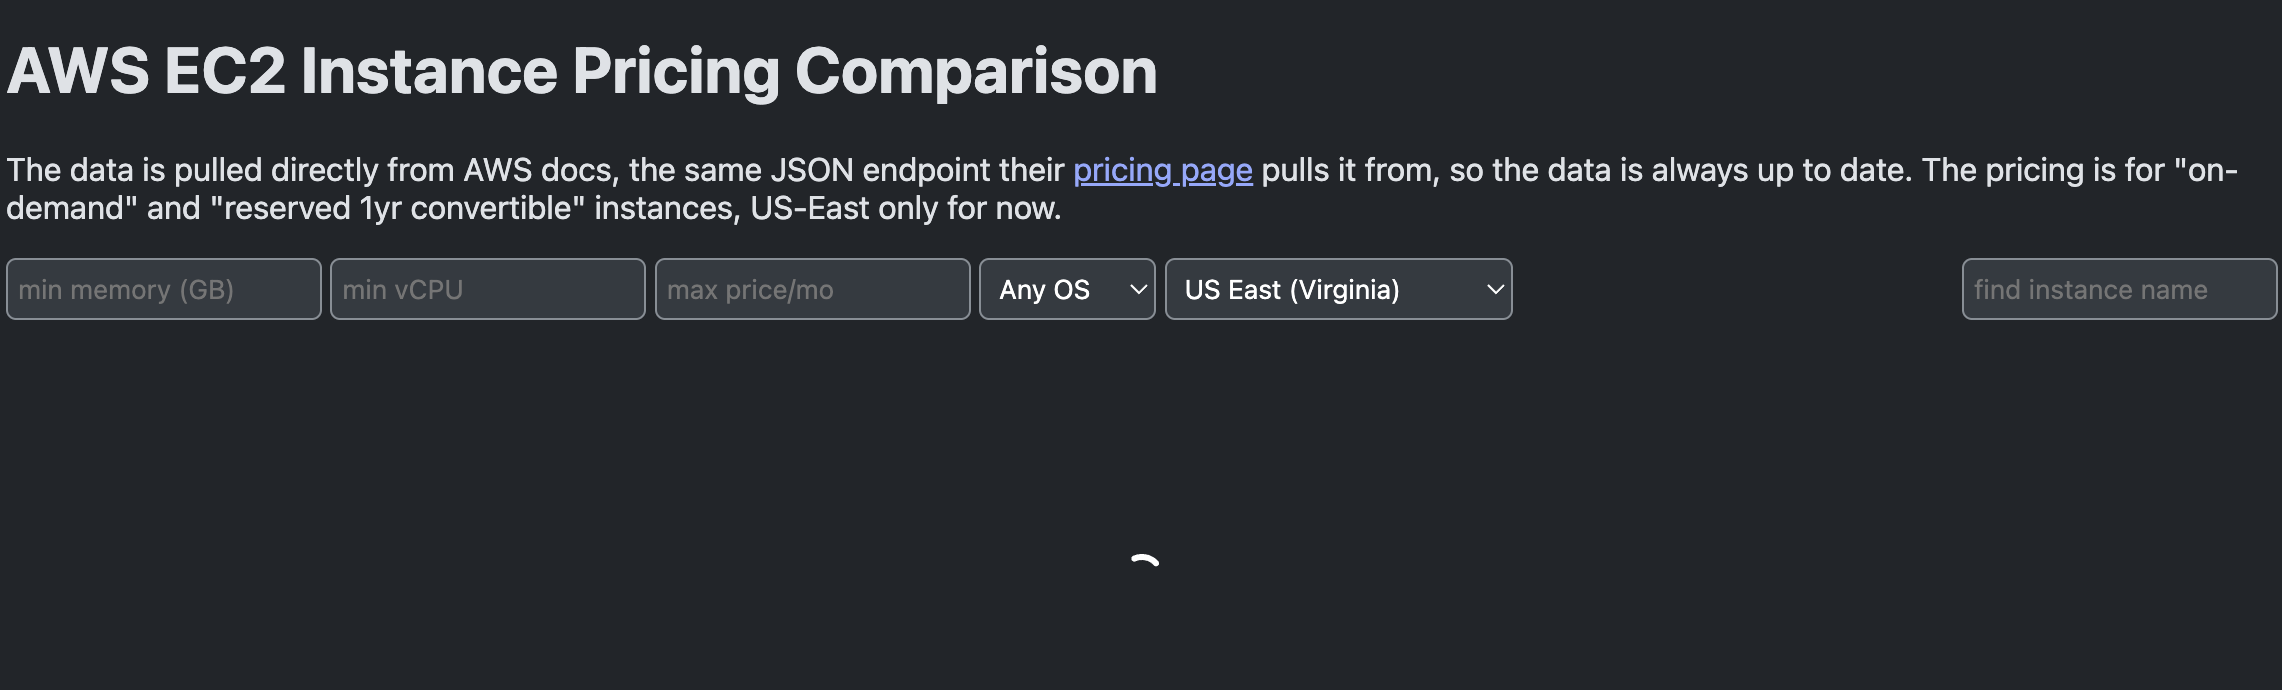 AWS EC2 Instance Pricing Comparison
The data is pulled directly from AWS docs, the same JSON endpoint their pricing page pulls it from, so the data is always up to date. The pricing is for "on-
demand" and "reserved 1yr convertible" instances, US-East only for now.
min memory (GB) min vCPU max price/mo Any OS US East (Virginia) find instance name